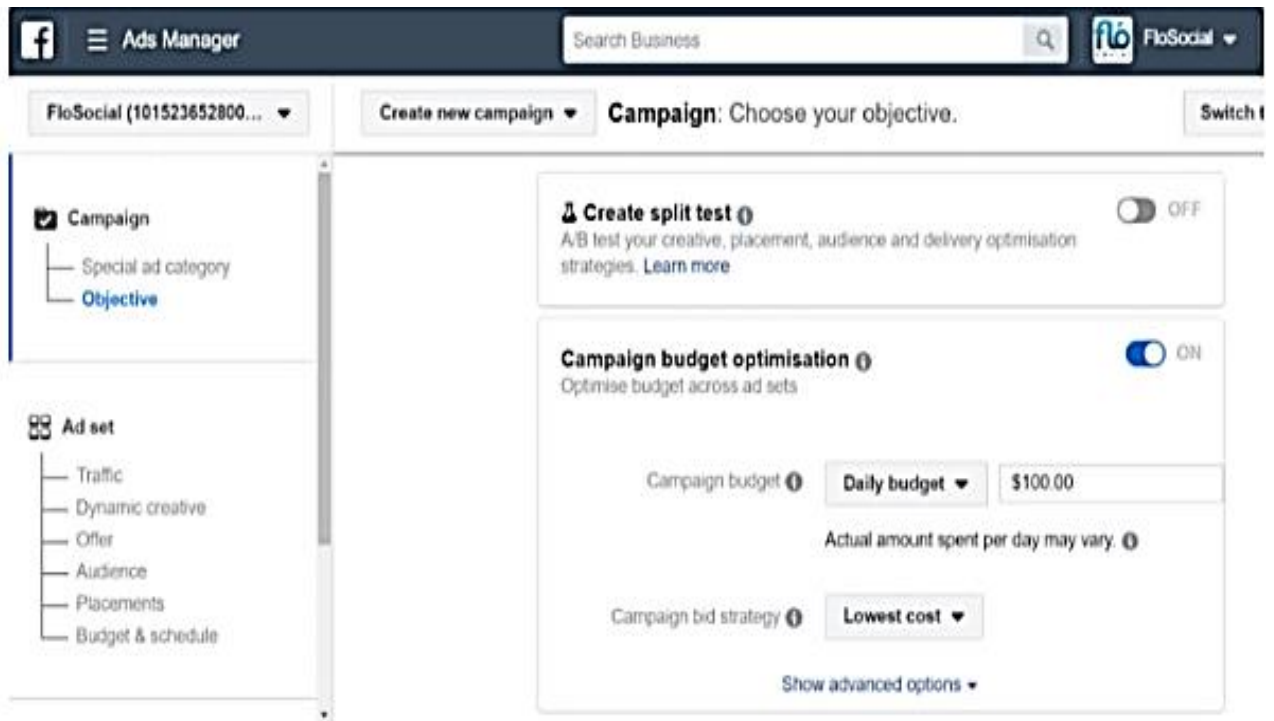 f Ads Manager Search Business fló FloSocial
FloSocial (101523652800... Create new campaign Campaign: Choose your objective. Switch
Campaign
Special ad category
Objective
Ad set
Traffic
Dynamic creative
Offer
Audience
Placements
Budget & schedule
Create split test OFF
A/B test your creative, placement, audience and delivery optimisation
strategies. Learn more
Campaign budget optimisation ON
Optimise budget across ad sets
Campaign budget Daily budget $100.00
Actual amount spent per day may vary.
Campaign bid strategy Lowest cost
Show advanced options